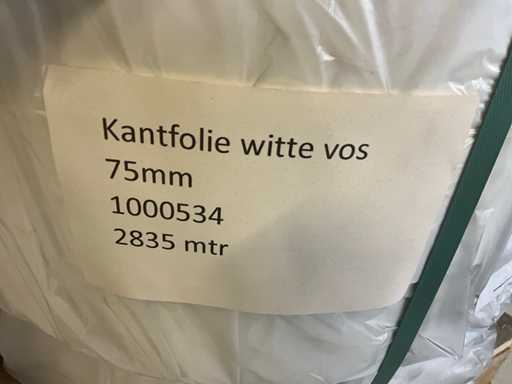 Kantfolie witte vos
75mm
1000534
2835 mtr